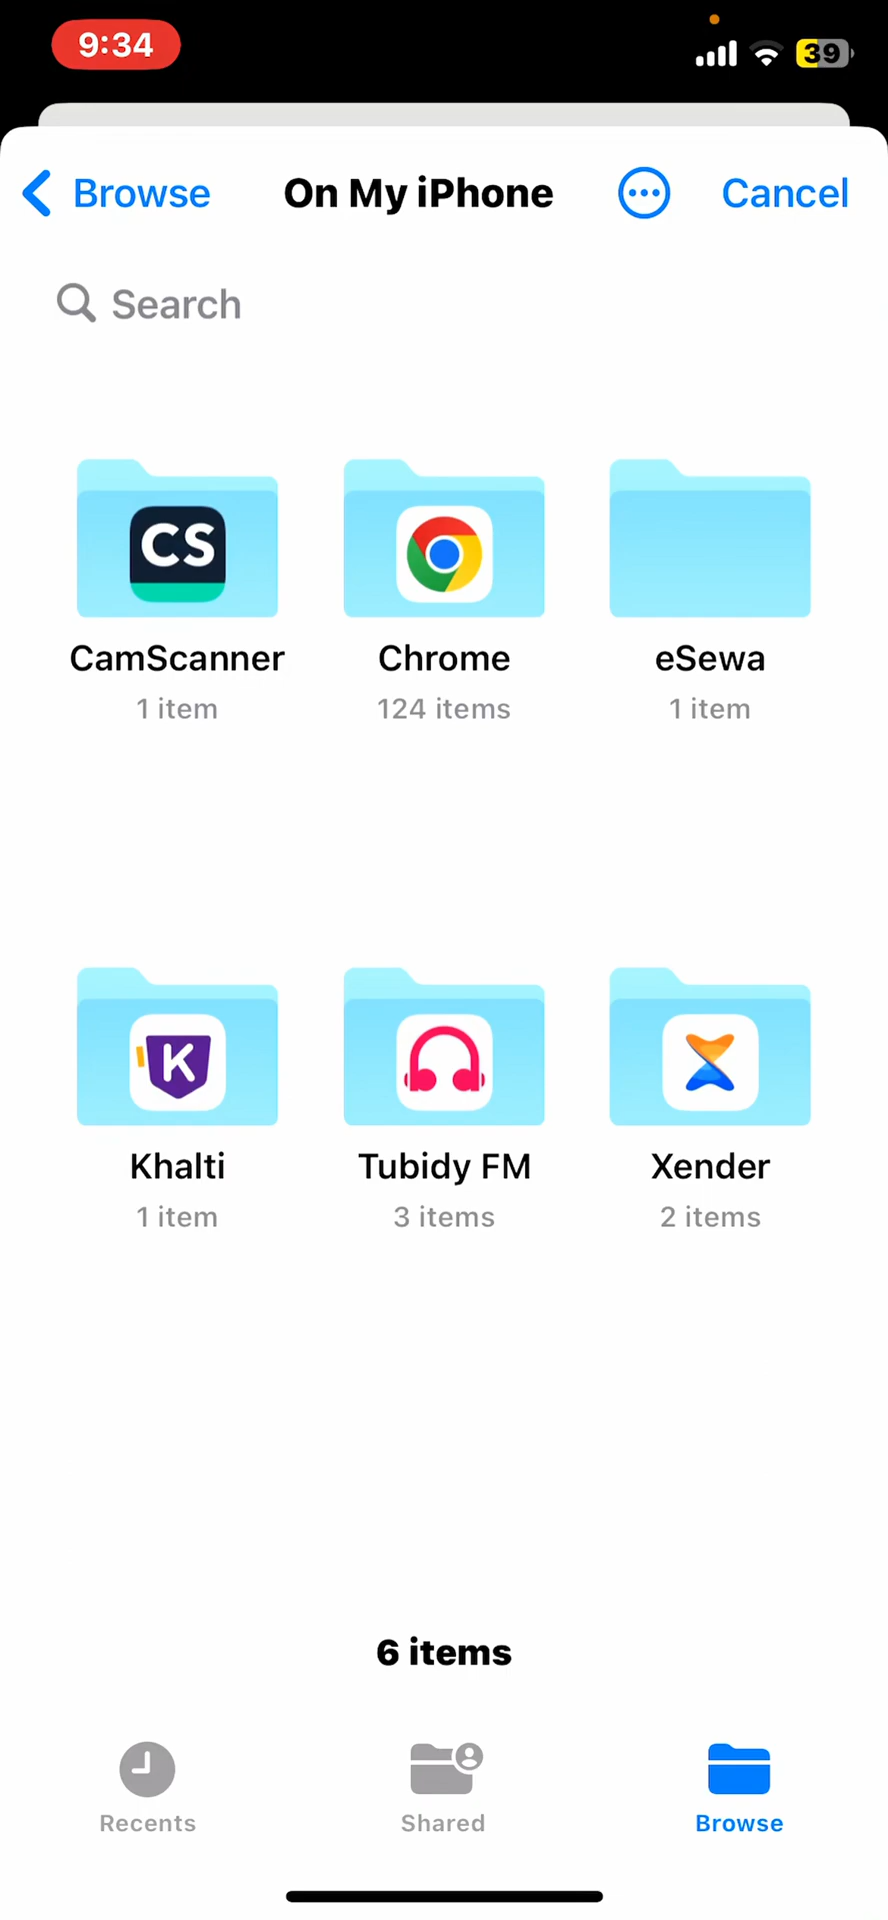 9:34
39
Browse
On My iPhone
Cancel
Search
CS
CamScanner
Chrome
eSewa
1 item
124 items
1 item
K
Khalti
Tubidy FM
Xender
1 item
3 items
2 items
6 items
Recents
Shared
Browse